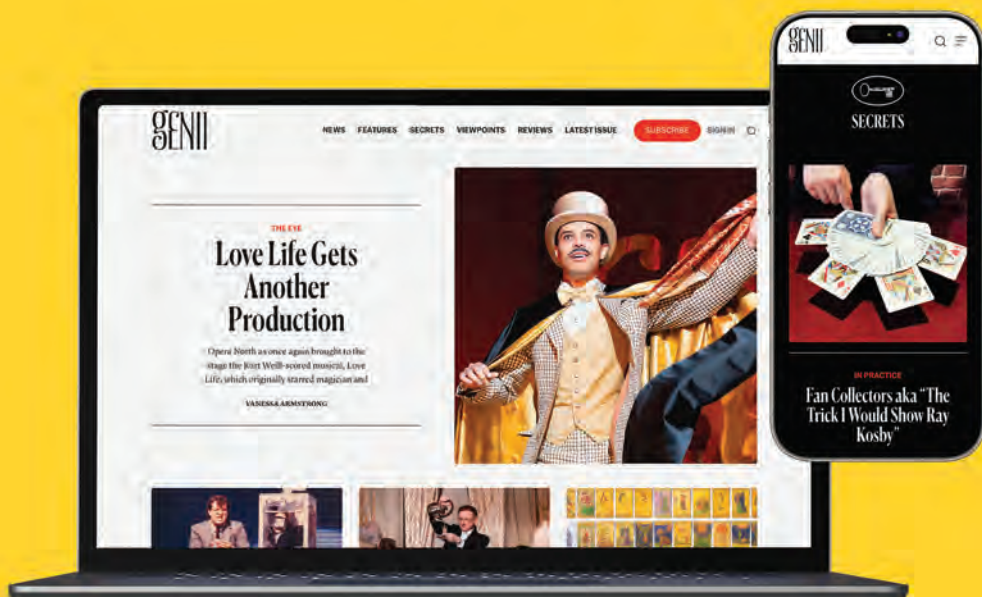 gENII
NEWS FEATURES SECRETS VIEWPOINTS REVIEWS LATEST ISSUE SUBSCRIBE SIGN IN
THE EYE
Love Life Gets
Another
Production
Opera North as once again brought to the
stage the Kurt Weill-scored musical, Love
Life, which originally starred magician and
VANESSA ARMSTRONG
gENII
SECRETS
IN PRACTICE
Fan Collectors aka “The
Trick I Would Show Ray
Kosby”